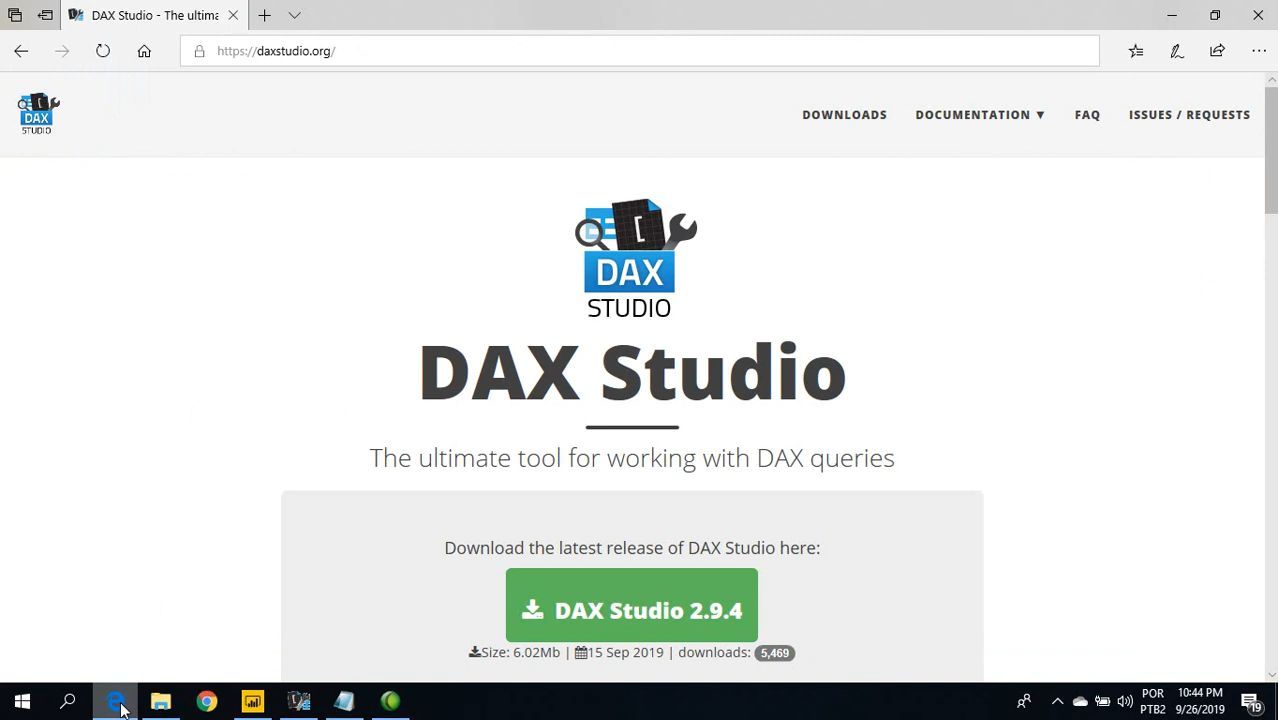 DAX Studio - The ultima
https://daxstudio.org/
DAX
STUDIO
DOWNLOADS DOCUMENTATION ▼ FAQ ISSUES / REQUESTS
DAX
STUDIO
DAX Studio
The ultimate tool for working with DAX queries
Download the latest release of DAX Studio here:
DAX Studio 2.9.4
Size: 6.02Mb | 15 Sep 2019 | downloads: 5,469
POR 10:44 PM
PTB2 9/26/2019 19